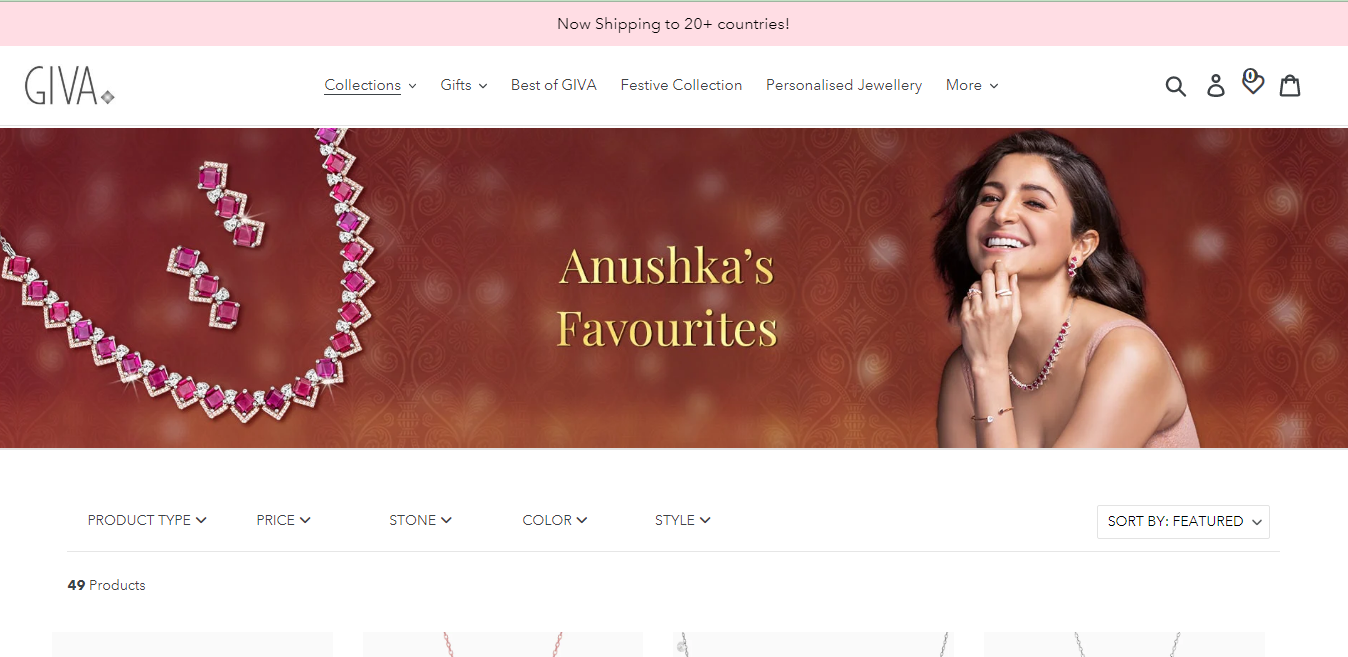 Now Shipping to 20+ countries!
GIVA
Collections Gifts Best of GIVA Festive Collection Personalised Jewellery More
0
Anushka's
Favourites
PRODUCT TYPE PRICE STONE COLOR STYLE SORT BY: FEATURED
49 Products